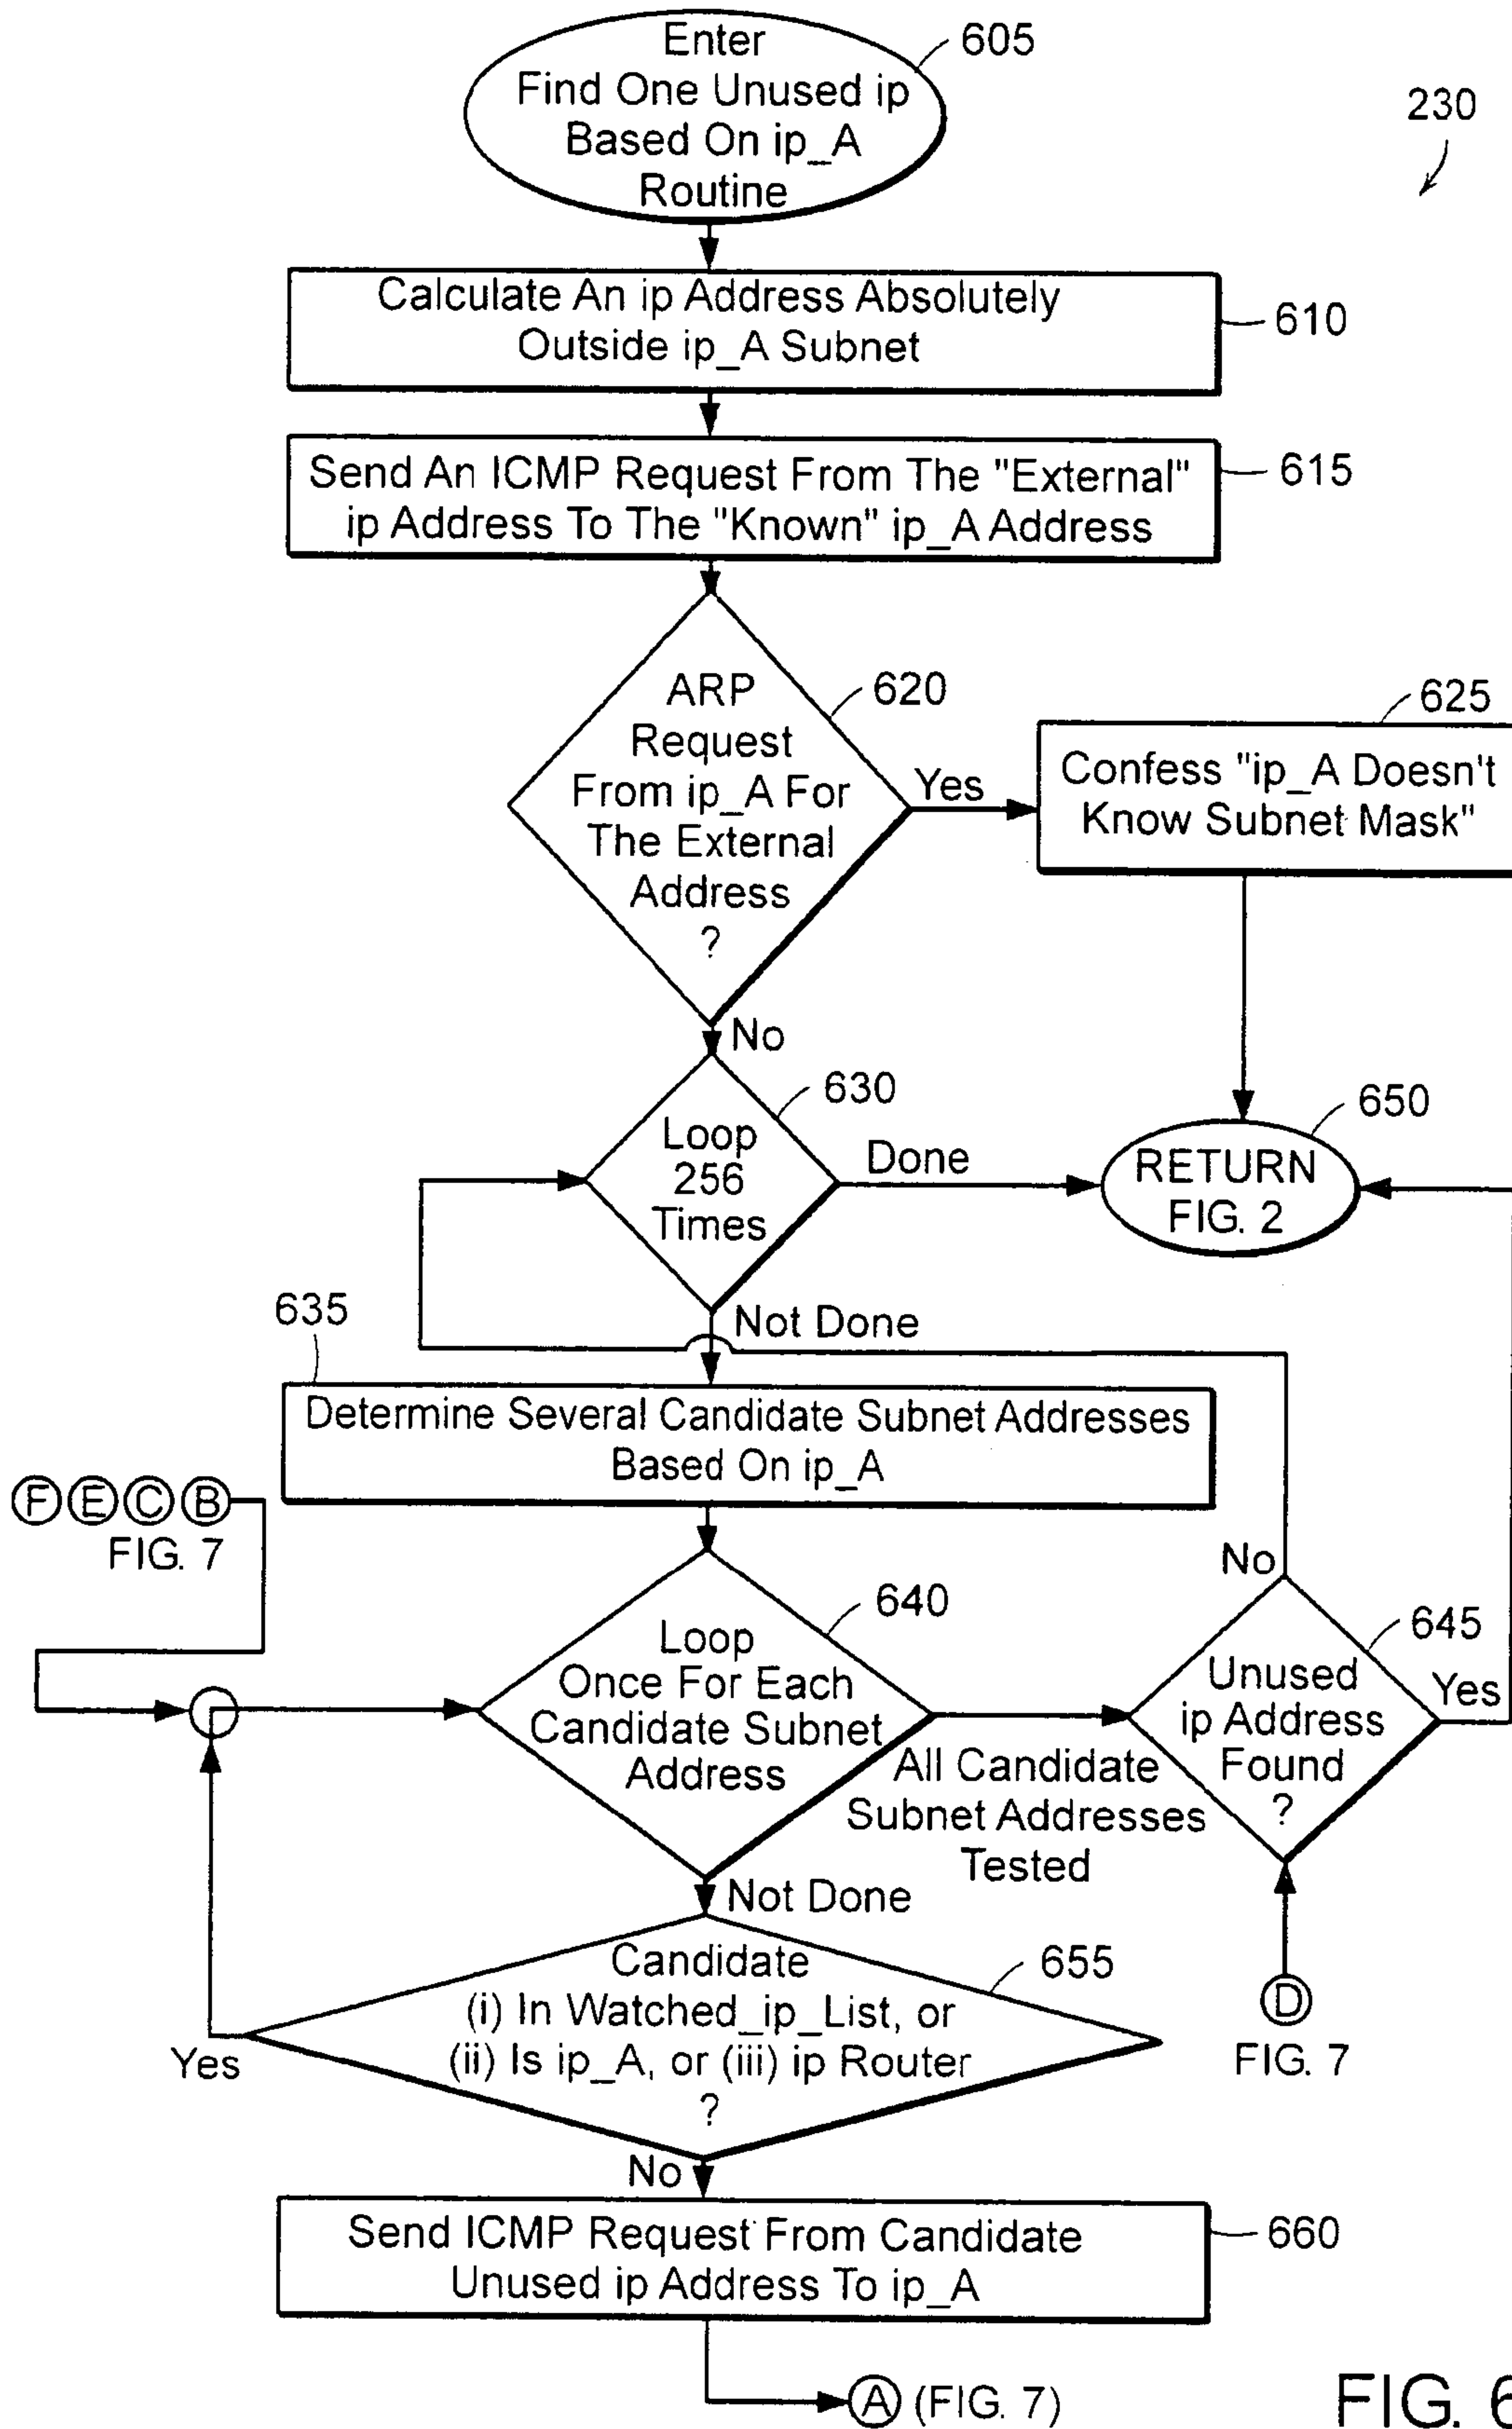 Enter
Find One Unused ip
Based On ip_A
Routine
605
230
Calculate An ip Address Absolutely
Outside ip_A Subnet
610
Send An ICMP Request From The "External"
ip Address To The "Known" ip_A Address
615
ARP
Request
From ip_A For
The External
Address
?
620
Yes
625
Confess "ip_A Doesn't
Know Subnet Mask"
No
630
Loop
256
Times
Done
650
RETURN
FIG. 2
Not Done
635
Determine Several Candidate Subnet Addresses
Based On ip_A
F E C B
FIG. 7
640
Loop
Once For Each
Candidate Subnet
Address
All Candidate
Subnet Addresses
Tested
No
645
Unused
ip Address
Found
?
Yes
D
FIG. 7
Not Done
Candidate
(i) In Watched_ip_List, or
(ii) Is ip_A, or (iii) ip Router
?
655
Yes
No
Send ICMP Request From Candidate
Unused ip Address To ip_A
660
A (FIG. 7)
FIG. 6